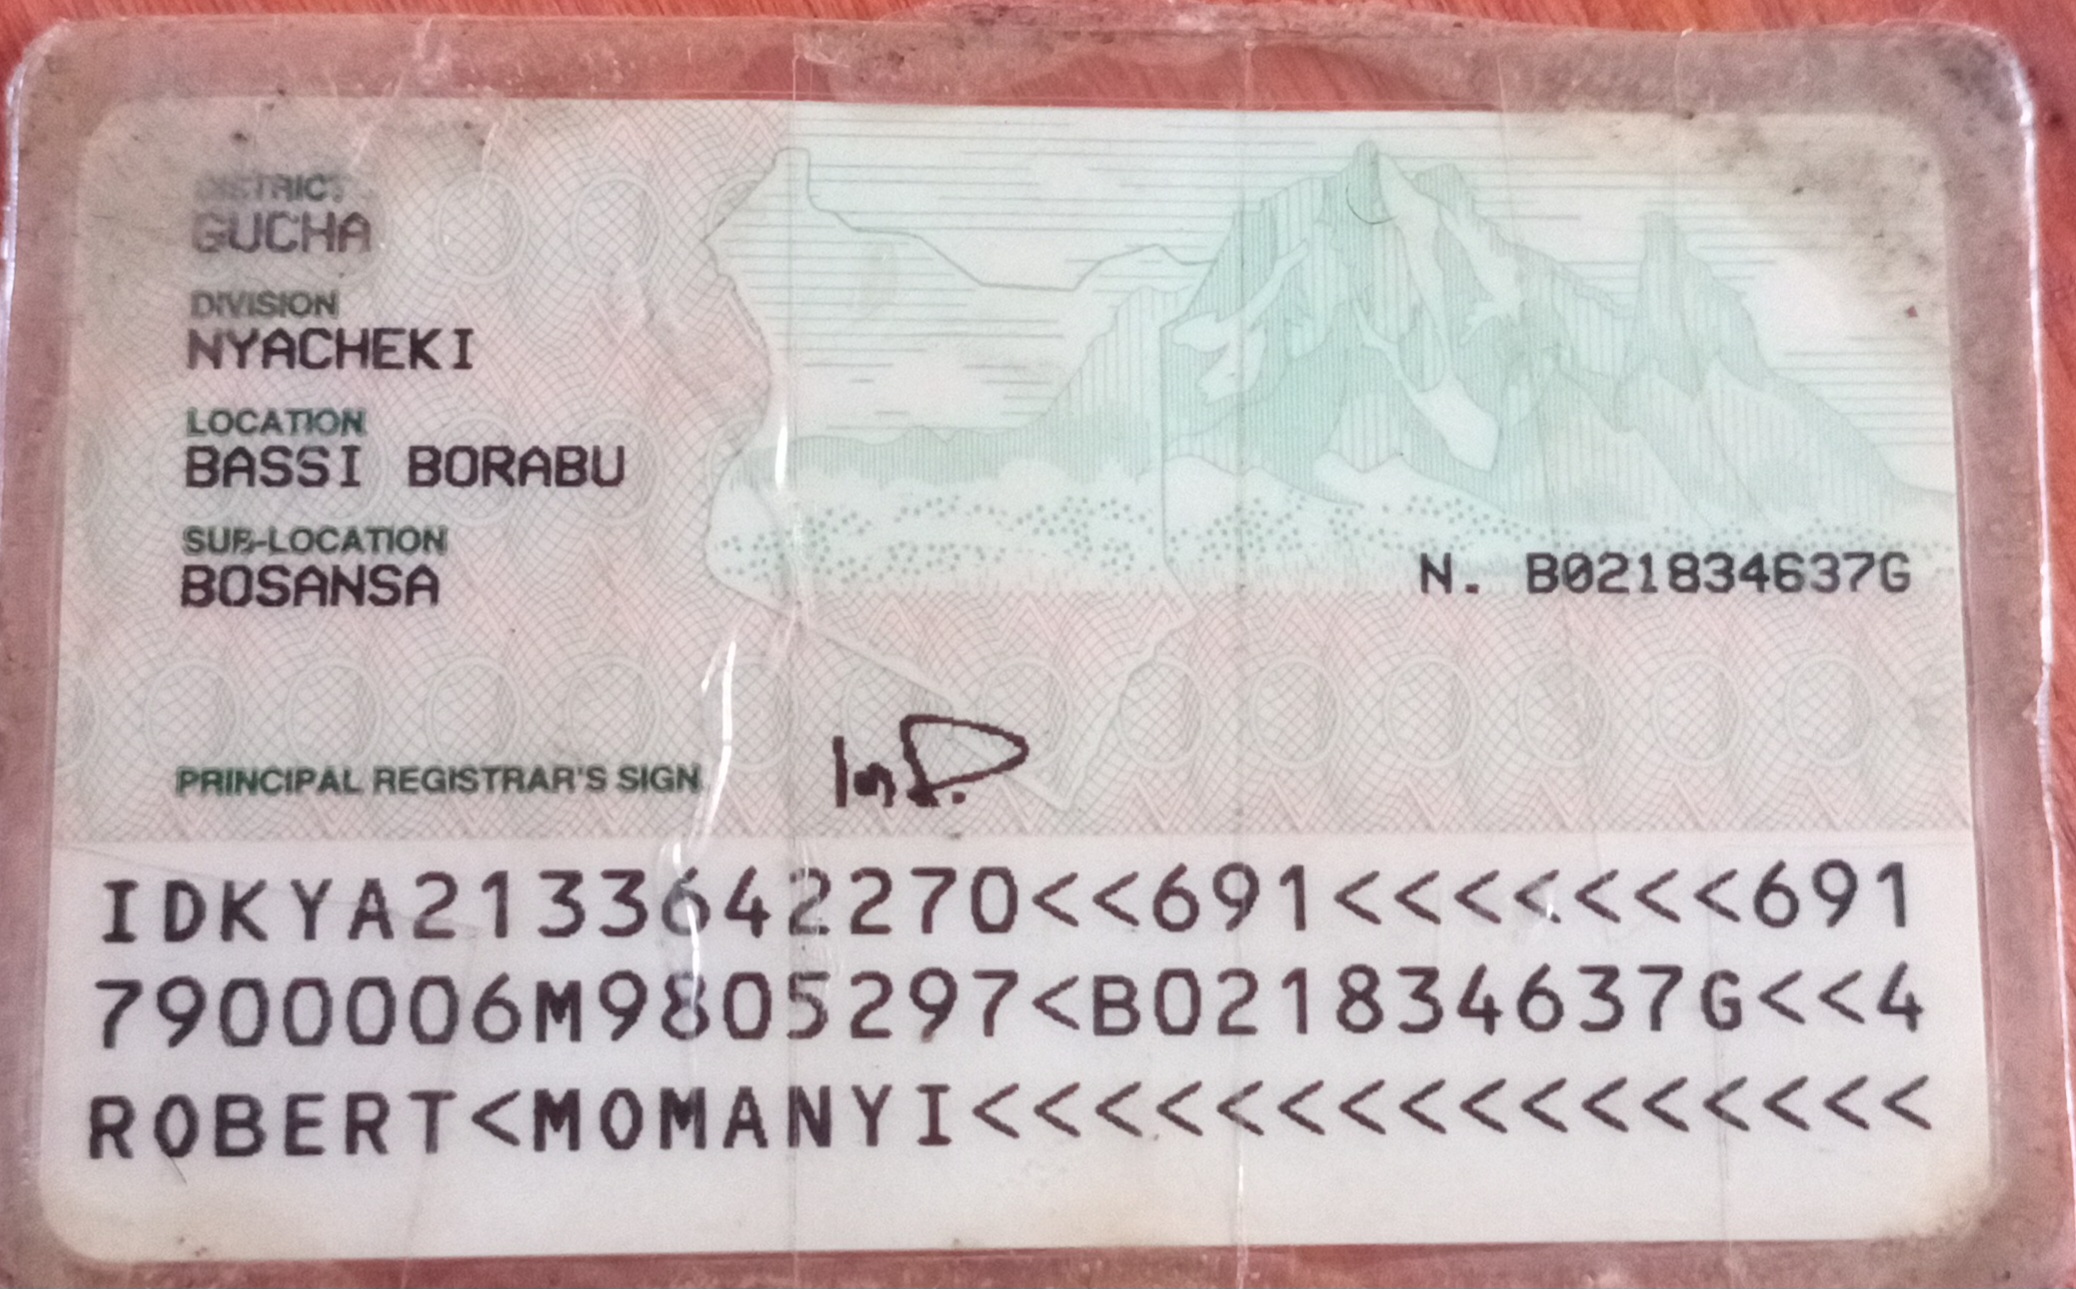 DISTRICT
GUCHA
DIVISION
NYACHEKI
LOCATION
BASSI BORABU
SUB-LOCATION
BOSANSA
N. B021834637G
PRINCIPAL REGISTRAR'S SIGN.
IDKYA2133642270<<691<<<<<<<691
7900006M9805297<B021834637G<<4
ROBERT<MOMANYI<<<<<<<<<<<<<<<<